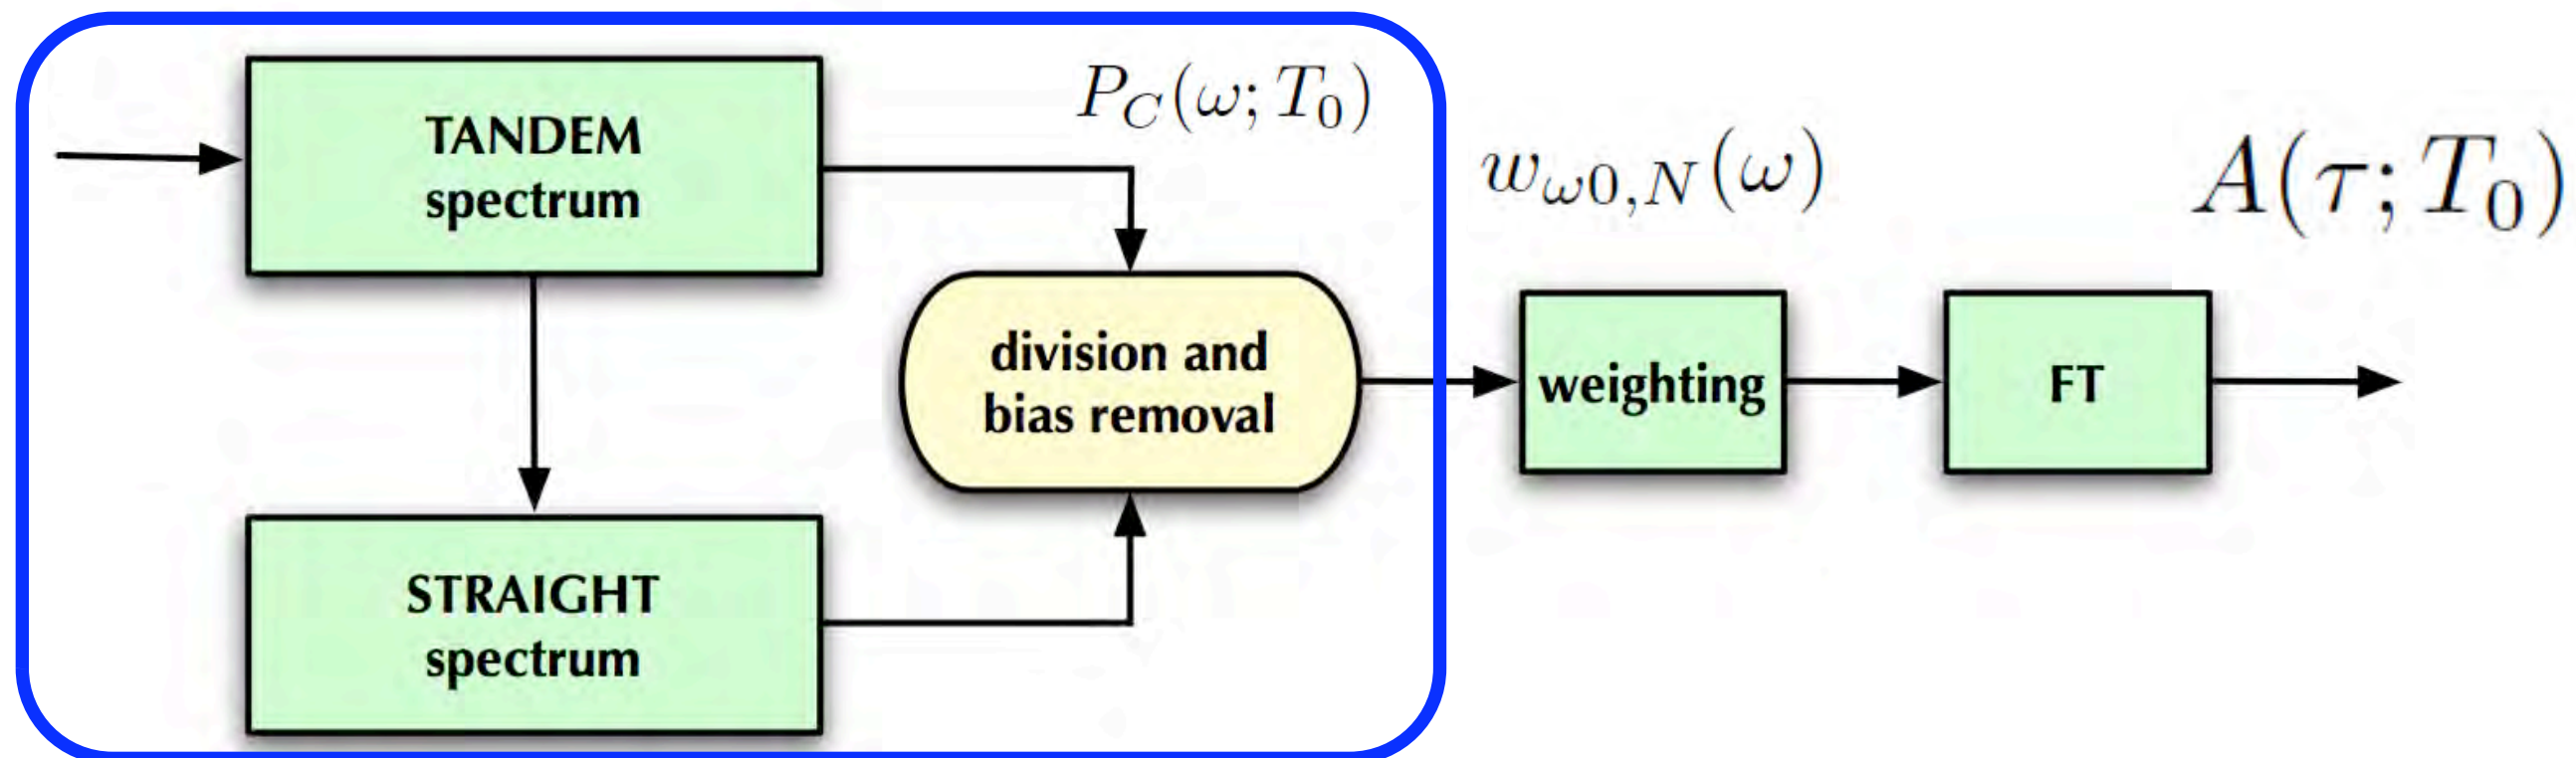 TANDEM
spectrum
P_C(ω; T_0)
w_{ω0,N}(ω)
A(τ; T_0)
division and
bias removal
weighting
FT
STRAIGHT
spectrum